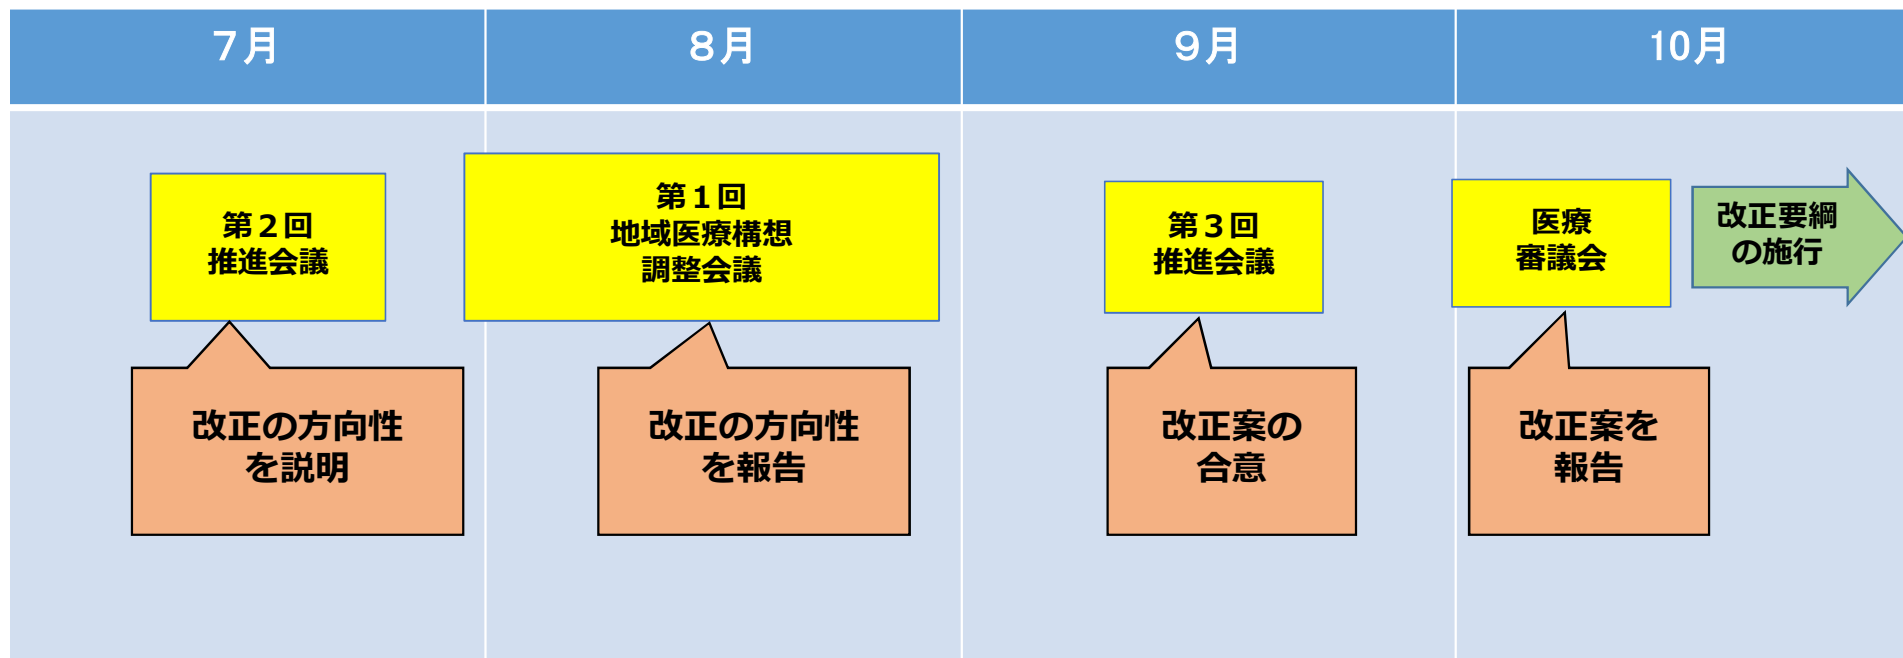 ７月
８月
９月
10月
第２回
推進会議
第１回
地域医療構想
調整会議
第３回
推進会議
医療
審議会
改正要綱
の施行
改正の方向性
を説明
改正の方向性
を報告
改正案の
合意
改正案を
報告